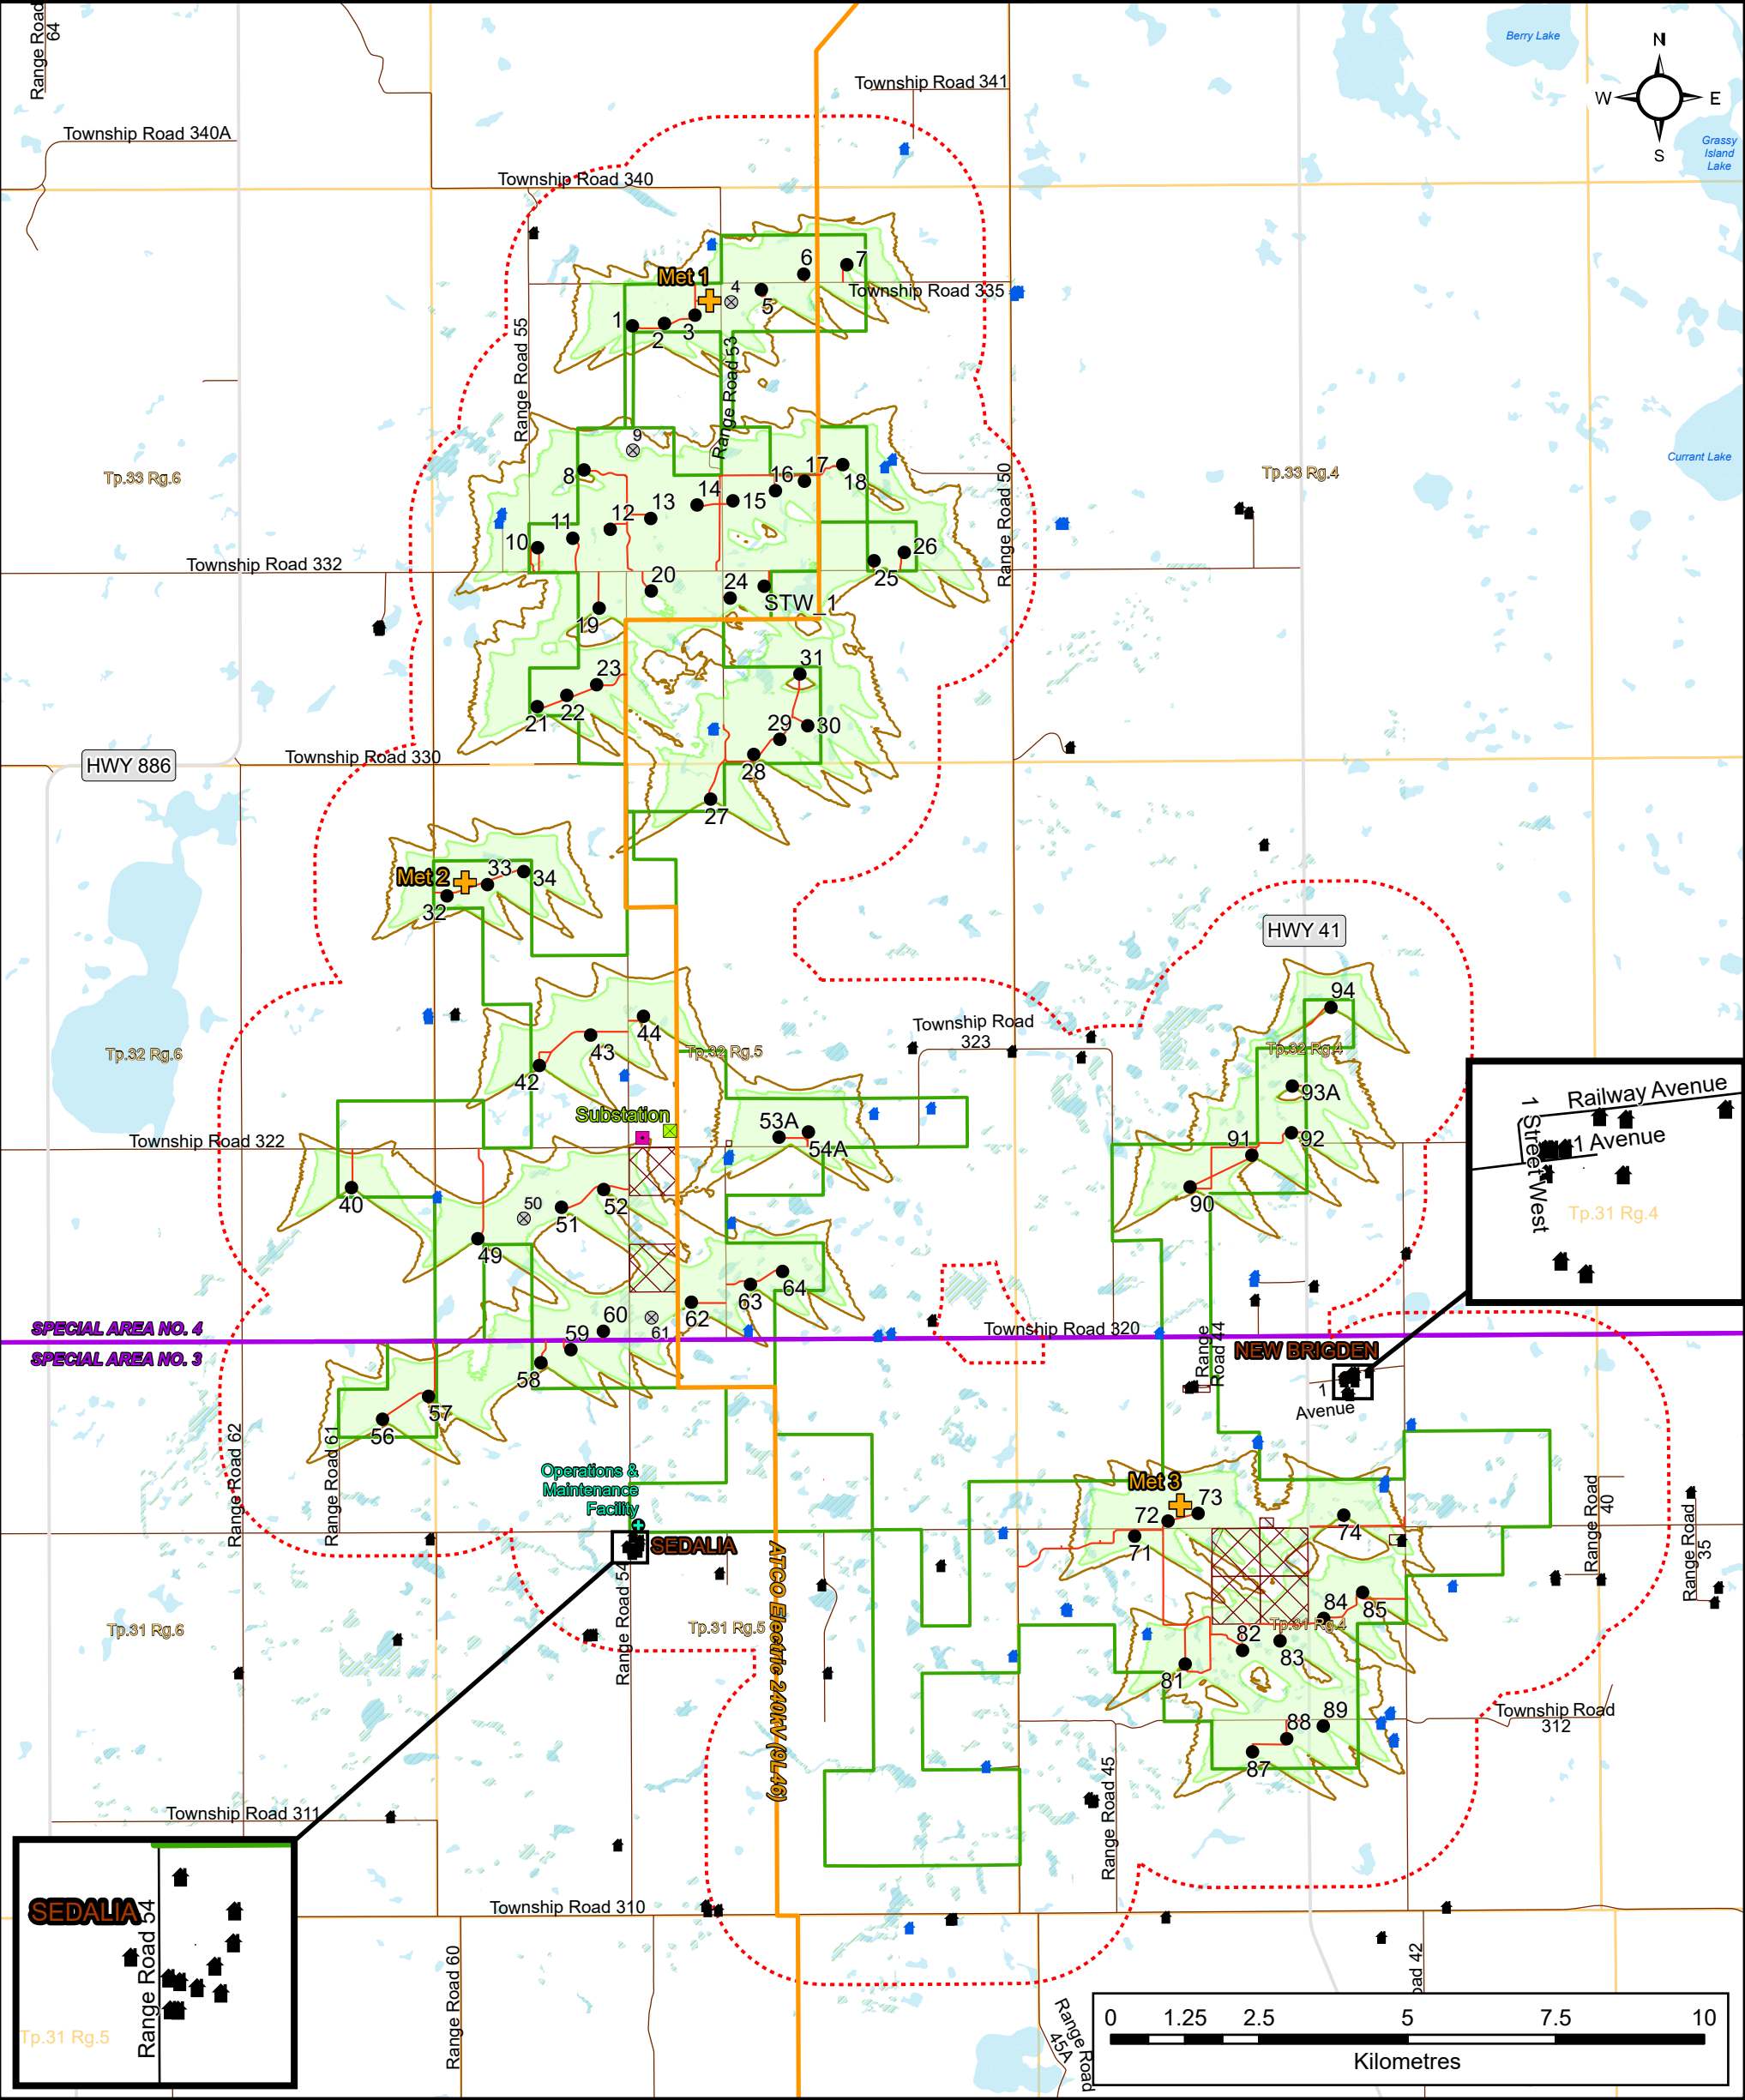 Range Road
64
Berry Lake
N
W
E
S
Township Road 341
Township Road 340A
Grassy
Island
Lake
Township Road 340
6
7
Met 1
4
5
Township Road 335
1
2
3
Range Road 55
Range Road 53
9
Tp.33 Rg.6
Tp.33 Rg.4
Currant Lake
8
16
17
18
14
15
13
12
11
10
Range Road 50
26
25
Township Road 332
20
24
STW_1
19
31
23
22
21
29
30
28
27
HWY 886
Township Road 330
33
34
Met 2
32
HWY 41
94
44
43
42
Township Road
323
Tp.32 Rg.6
Tp.32 Rg.5
Tp.32 Rg.4
93A
Substation
53A
54A
Township Road 322
91
92
90
40
52
50
51
49
Railway Avenue
1 Avenue
1 Street West
Tp.31 Rg.4
64
63
62
60
61
59
58
SPECIAL AREA NO. 4
SPECIAL AREA NO. 3
Township Road 320
Range
Road 44
NEW BRIGDEN
1
Avenue
57
56
Range Road 62
Range Road 61
Operations &
Maintenance
Facility
SEDALIA
Met 3
73
72
71
74
Range Road
40
Range Road
35
ATCO Electric 240kV (9L46)
Range Road 54
Tp.31 Rg.6
Tp.31 Rg.5
Tp.31 Rg.4
84
85
82
83
81
Township Road
312
89
88
87
Range Road 45
Township Road 311
SEDALIA
Range Road 54
Tp.31 Rg.5
Township Road 310
Range Road 60
Range Road
45A
oad 42
0
1.25
2.5
5
7.5
10
Kilometres